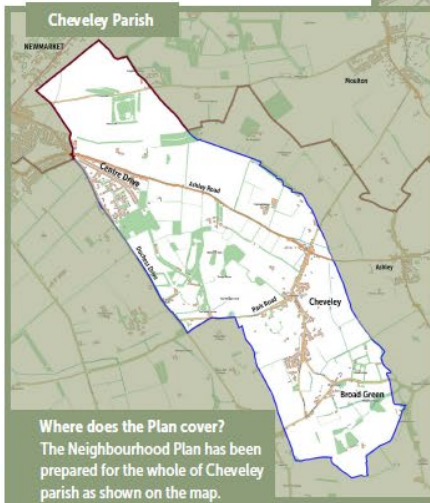 Cheveley Parish
NEWMARKET
Moulton
Centre Drive
Ashley Road
Duchess Drive
Ashley
Park Road
Cheveley
Broad Green
Where does the Plan cover?
The Neighbourhood Plan has been
prepared for the whole of Cheveley
parish as shown on the map.